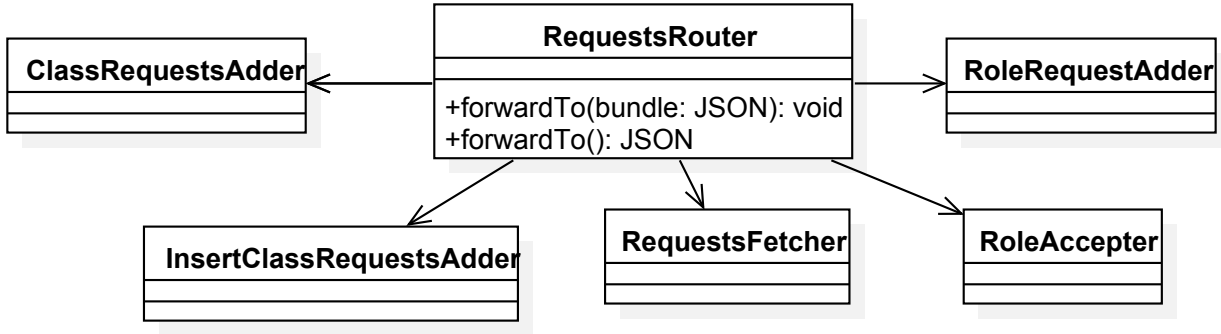 RequestsRouter
ClassRequestsAdder
RoleRequestAdder
+forwardTo(bundle: JSON): void
+forwardTo(): JSON
InsertClassRequestsAdder
RequestsFetcher
RoleAccepter